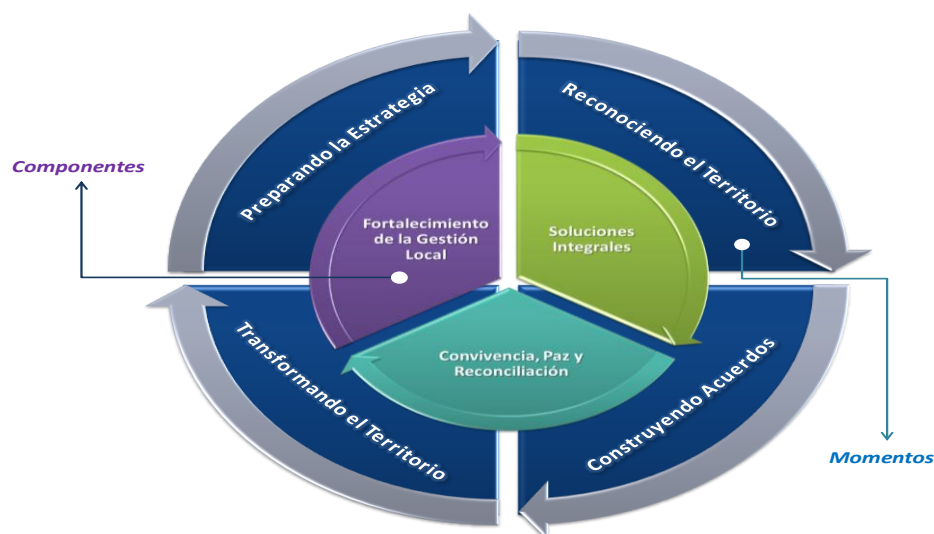 Preparando la Estrategia
Reconociendo el Territorio
Componentes
Fortalecimiento
de la Gestión
Local
Soluciones
Integrales
Convivencia, Paz y
Reconciliación
Transformando el Territorio
Construyendo Acuerdos
Momentos